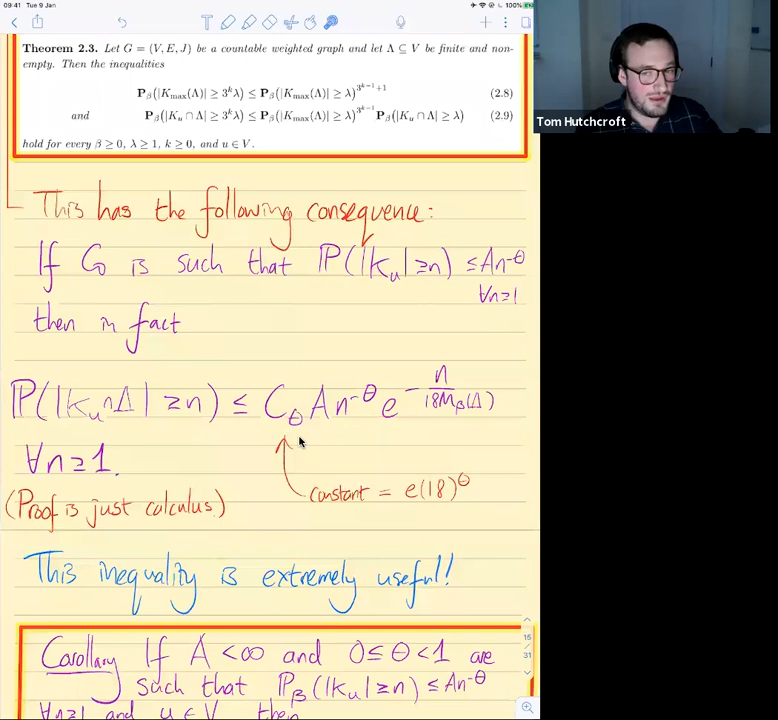 09:41 Tue 9 Jan
100%
Theorem 2.3. Let G = (V, E, J) be a countable weighted graph and let Λ ⊆ V be finite and non-
empty. Then the inequalities
P_β(|K_max(Λ)| ≥ 3^k λ) ≤ P_β(|K_max(Λ)| ≥ λ)^{3^{k-1}+1} (2.8)
and P_β(|K_u ∩ Λ| ≥ 3^k λ) ≤ P_β(|K_max(Λ)| ≥ λ)^{3^{k-1}} P_β(|K_u ∩ Λ| ≥ λ) (2.9)
hold for every β ≥ 0, λ ≥ 1, k ≥ 0, and u ∈ V.
Tom Hutchcroft
This has the following consequence:
If G is such that P(|K_u| ≥ n) ≤ An^{-θ}
∀n≥1
then in fact
P(|K_u∩Λ| ≥ n) ≤ C_θ A n^{-θ} e^{-n/18M_β(Λ)}
∀n≥1.
constant = e(18)^θ
(Proof is just calculus.)
This inequality is extremely useful!
Corollary If A < ∞ and 0 ≤ θ < 1 are
such that P_β(|K_u| ≥ n) ≤ An^{-θ}
∀n≥1 and u∈V then
15
31